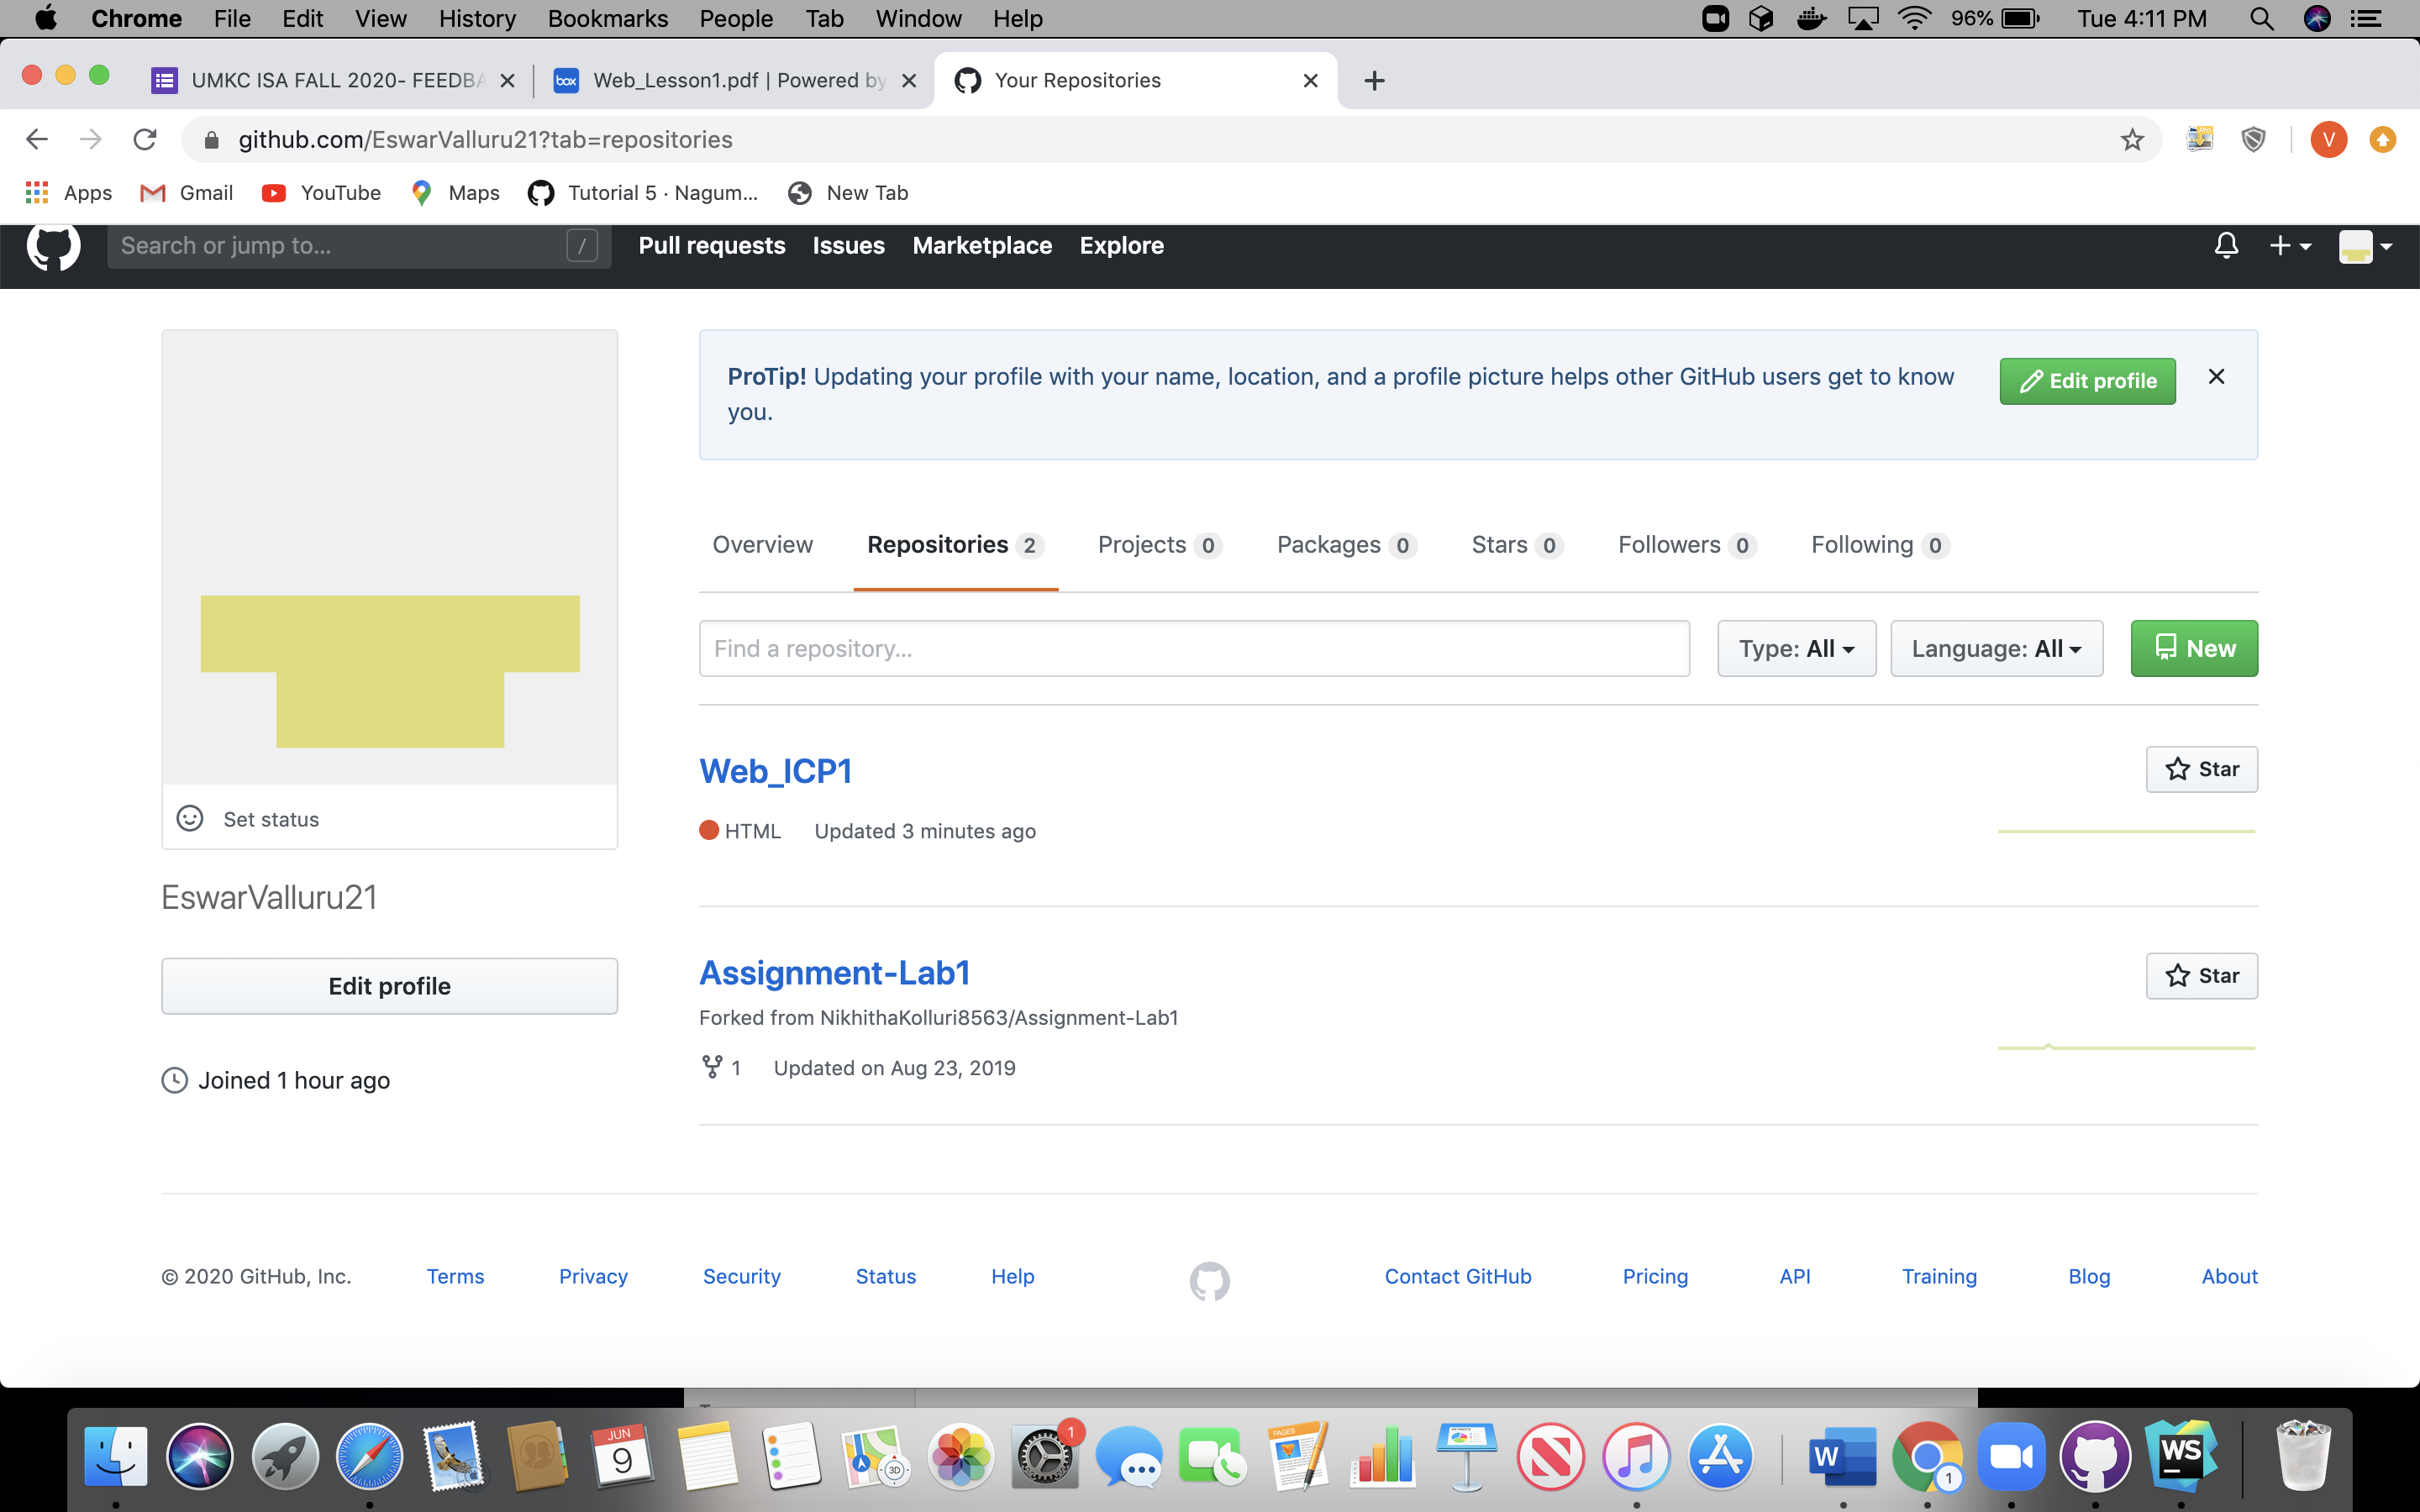 Chrome File Edit View History Bookmarks People Tab Window Help 96% Tue 4:11 PM
UMKC ISA FALL 2020- FEEDBA box Web_Lesson1.pdf | Powered by Your Repositories
github.com/EswarValluru21?tab=repositories V
Apps Gmail YouTube Maps Tutorial 5 · Nagum... New Tab
Search or jump to... / Pull requests Issues Marketplace Explore
ProTip! Updating your profile with your name, location, and a profile picture helps other GitHub users get to know
you.
Edit profile
Overview Repositories 2 Projects 0 Packages 0 Stars 0 Followers 0 Following 0
Find a repository... Type: All Language: All New
Web_ICP1 Star
HTML Updated 3 minutes ago
Set status
EswarValluru21
Edit profile
Joined 1 hour ago
Assignment-Lab1 Star
Forked from NikhithaKolluri8563/Assignment-Lab1
1 Updated on Aug 23, 2019
© 2020 GitHub, Inc. Terms Privacy Security Status Help Contact GitHub Pricing API Training Blog About
JUN
9
3D
1
PAGES
KEYNOTE
W
1
WS